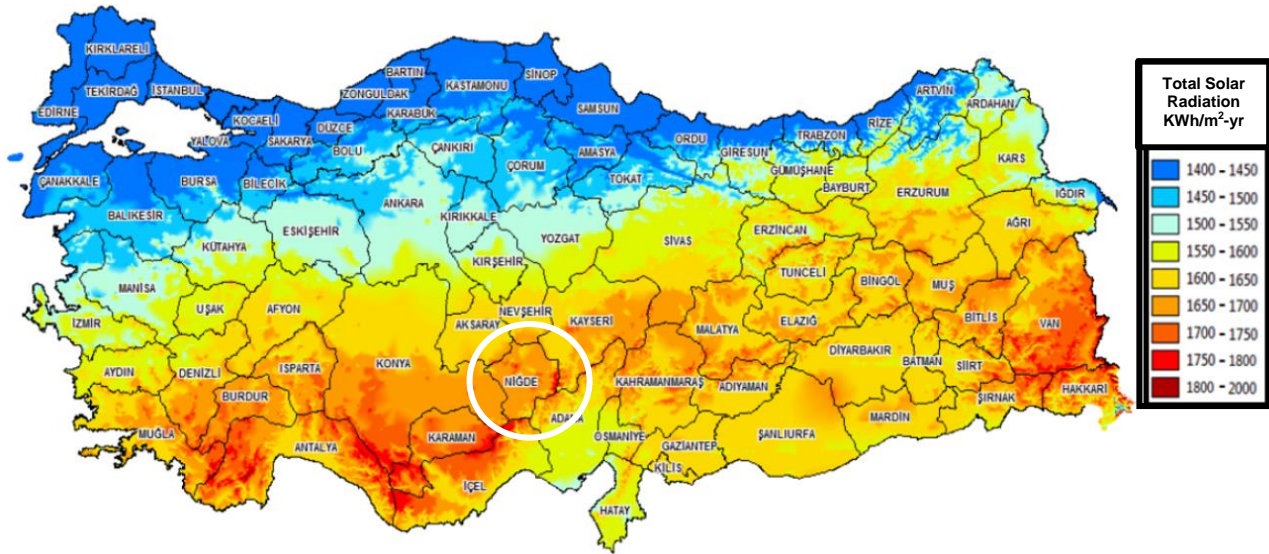 KIRKLARELİ
TEKİRDAĞ
İSTANBUL
EDİRNE
KOCAELİ
YALOVA
SAKARYA
DÜZCE
ZONGULDAK
BARTIN
KARABÜK
KASTAMONU
SİNOP
SAMSUN
BOLU
ÇANKIRI
ÇORUM
AMASYA
ORDU
TOKAT
GİRESUN
TRABZON
RİZE
ARTVİN
ARDAHAN
KARS
GÜMÜŞHANE
BAYBURT
ERZURUM
IĞDIR
AĞRI
ÇANAKKALE
BURSA
BİLECİK
BALIKEŞİR
KÜTAHYA
ESKİŞEHİR
ANKARA
KIRIKKALE
YOZGAT
KIRŞEHİR
SİVAS
ERZİNCAN
TUNCELİ
BİNGÖL
MUŞ
BİTLİS
VAN
MANİSA
UŞAK
AFYON
İZMİR
AYDIN
DENİZLİ
ISPARTA
BURDUR
KONYA
AKSARAY
NEVŞEHİR
KAYSERİ
NİĞDE
MALATYA
ELAZIĞ
DİYARBAKIR
BATMAN
SİİRT
ŞIRNAK
HAKKARİ
MUĞLA
ANTALYA
KARAMAN
İÇEL
ADANA
KAHRAMANMARAŞ
ADIYAMAN
OSMANİYE
GAZİANTEP
KİLİS
HATAY
ŞANLIURFA
MARDİN
Total Solar
Radiation
KWh/m²-yr
1400 - 1450
1450 - 1500
1500 - 1550
1550 - 1600
1600 - 1650
1650 - 1700
1700 - 1750
1750 - 1800
1800 - 2000